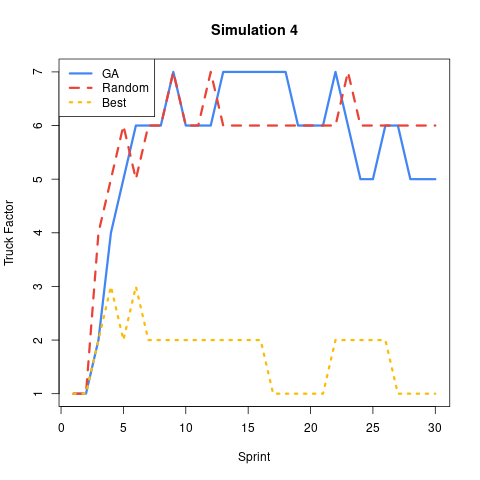 Simulation 4
GA
Random
Best
Truck Factor
7
6
5
4
3
2
1
0 5 10 15 20 25 30
Sprint